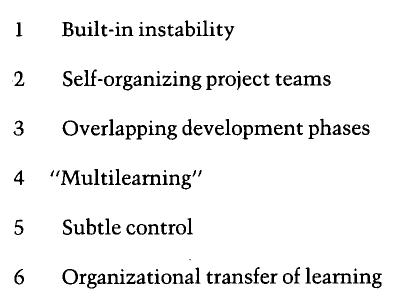 1 Built-in instability
2 Self-organizing project teams
3 Overlapping development phases
4 "Multilearning"
5 Subtle control
6 Organizational transfer of learning